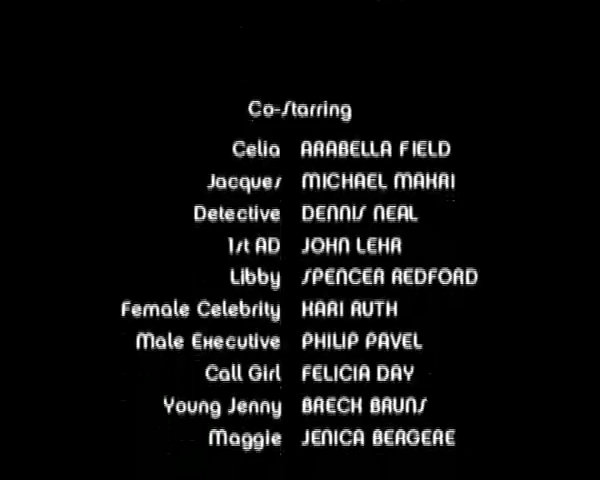 Co-Starring
Celia ARABELLA FIELD
Jacques MICHAEL MAKRI
Detective DENNIS NEAL
1st AD JOHN LEHR
Libby SPENCER REDFORD
Female Celebrity KARI RUTH
Male Executive PHILIP PAVEL
Call Girl FELICIA DAY
Young Jenny BRECK BRUNS
Maggie JENICA BERGERE